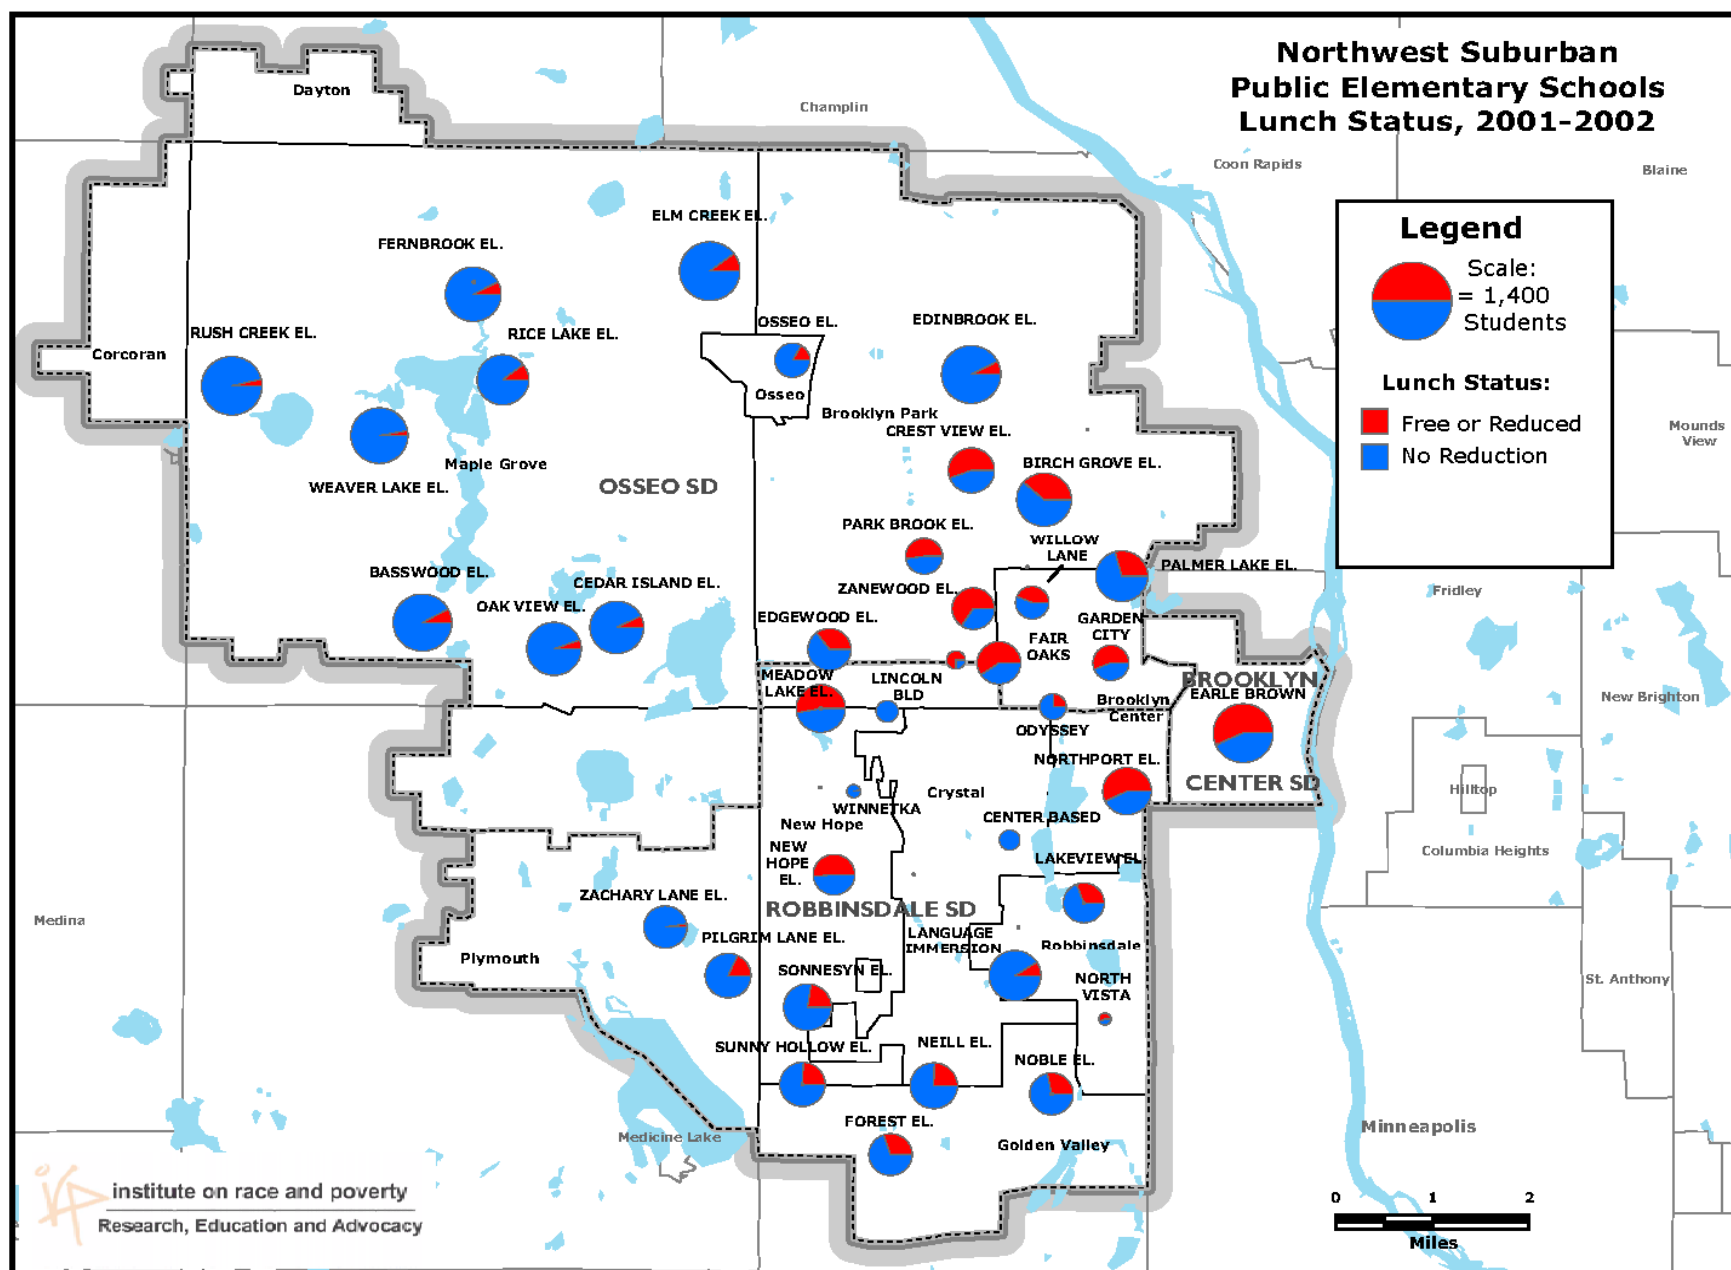 Northwest Suburban
Public Elementary Schools
Lunch Status, 2001-2002
Dayton
Champlin
Coon Rapids
Blaine
Legend
Scale:
= 1,400
Students
Lunch Status:
Free or Reduced
No Reduction
ELM CREEK EL.
FERNBROOK EL.
RUSH CREEK EL.
RICE LAKE EL.
OSSEO EL.
EDINBROOK EL.
Corcoran
Osseo
Brooklyn Park
CREST VIEW EL.
Mounds
View
Maple Grove
BIRCH GROVE EL.
WEAVER LAKE EL.
OSSEO SD
PARK BROOK EL.
WILLOW
LANE
PALMER LAKE EL.
BASSWOOD EL.
CEDAR ISLAND EL.
OAK VIEW EL.
ZANEWOOD EL.
Fridley
EDGEWOOD EL.
GARDEN
CITY
FAIR
OAKS
MEADOW
LAKE EL.
LINCOLN
BLD
BROOKLYN
EARLE BROWN
Brooklyn
Center
New Brighton
ODYSSEY
NORTHPORT EL.
CENTER SD
Hilltop
Crystal
WINNETKA
CENTER BASED
New Hope
NEW
HOPE
EL.
LAKEVIEW EL.
Columbia Heights
ZACHARY LANE EL.
ROBBINSDALE SD
Medina
PILGRIM LANE EL.
LANGUAGE
IMMERSION
Robbinsdale
Plymouth
SONNESYN EL.
NORTH
VISTA
St. Anthony
SUNNY HOLLOW EL.
NEILL EL.
NOBLE EL.
FOREST EL.
Medicine Lake
Golden Valley
Minneapolis
institute on race and poverty
Research, Education and Advocacy
0 1 2
Miles